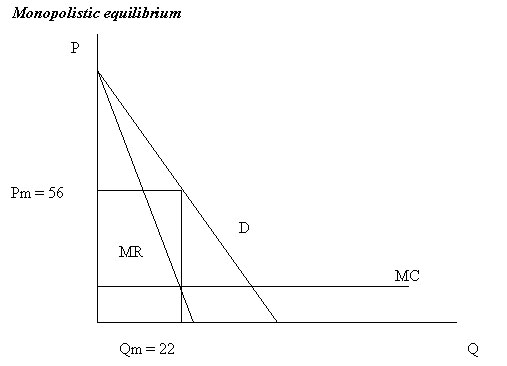 Monopolistic equilibrium
P
Pm = 56
D
MR
MC
Qm = 22
Q